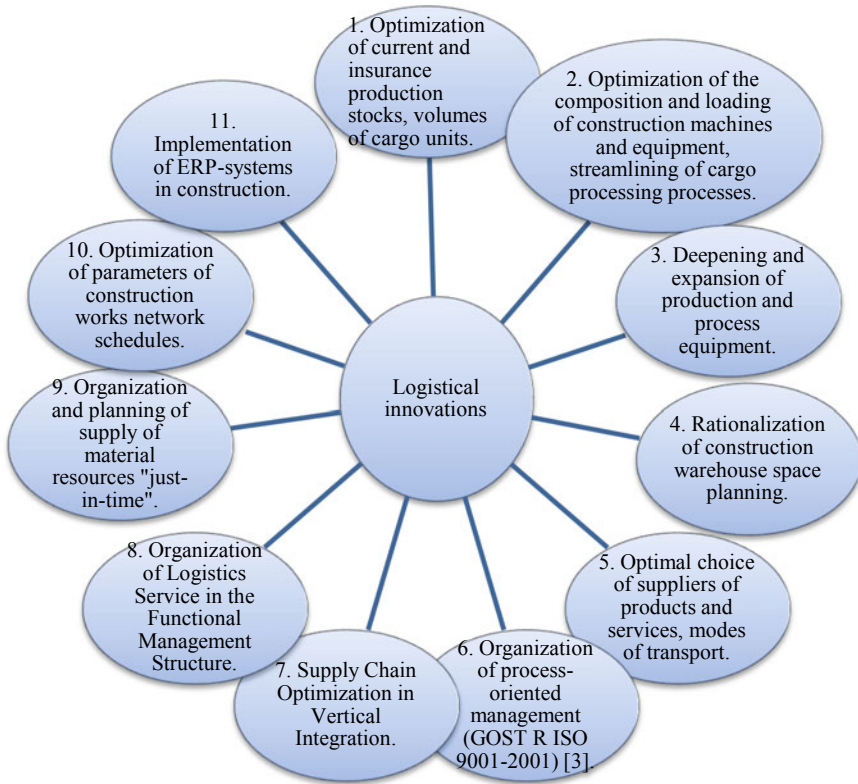 1. Optimization
of current and
insurance
production
stocks, volumes
of cargo units.
2. Optimization of the
composition and loading
of construction machines
and equipment,
streamlining of cargo
processing processes.
3. Deepening and
expansion of
production and
process
equipment.
4. Rationalization
of construction
warehouse space
planning.
5. Optimal choice
of suppliers of
products and
services, modes
of transport.
6. Organization
of process-
oriented
management
(GOST R ISO
9001-2001) [3].
7. Supply Chain
Optimization in
Vertical
Integration.
8. Organization
of Logistics
Service in the
Functional
Management
Structure.
9. Organization
and planning of
supply of
material
resources "just-
in-time".
10. Optimization
of parameters of
construction
works network
schedules.
11.
Implementation
of ERP-systems
in construction.
Logistical
innovations